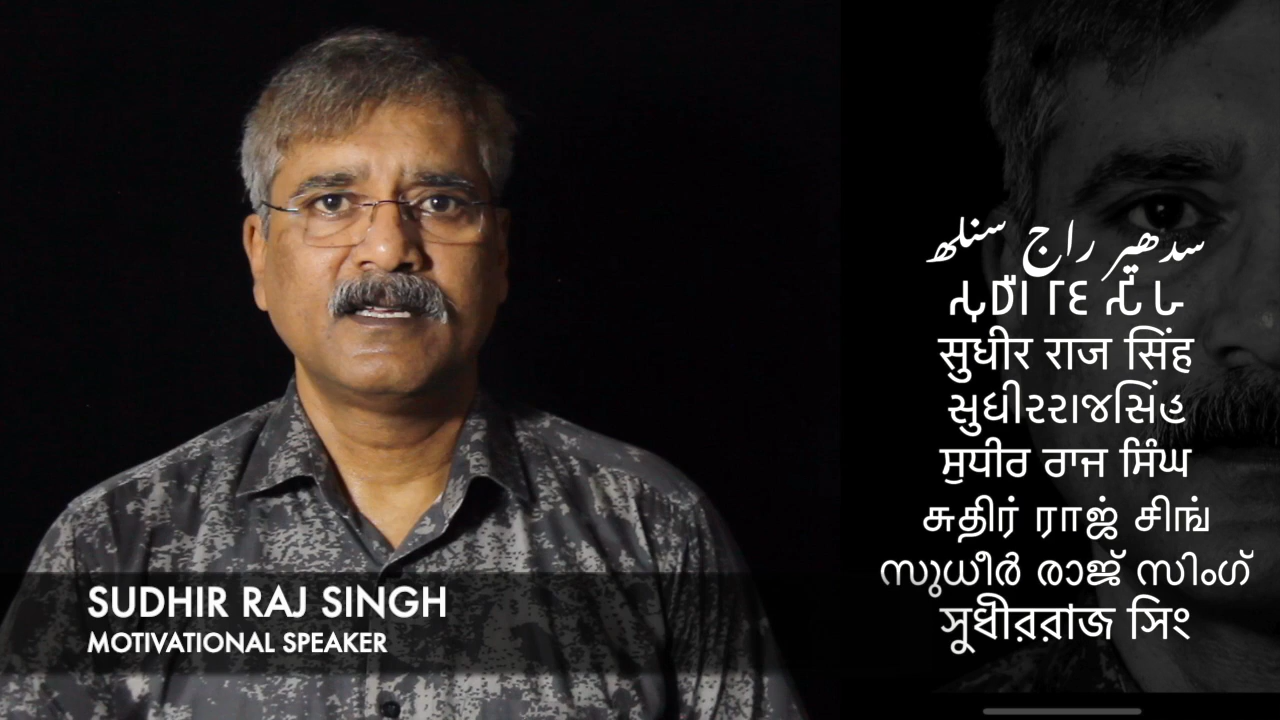 سدھیر راج سنلھ
सुधीर राज सिंह
સુધીરરાજસિંહ
ਸੁਧੀਰ ਰਾਜ ਸਿੰਘ
சுதிர் ராஜ் சிங்
സുധീർ രാജ് സിംഗ്
সুধীররাজ সিং
SUDHIR RAJ SINGH
MOTIVATIONAL SPEAKER